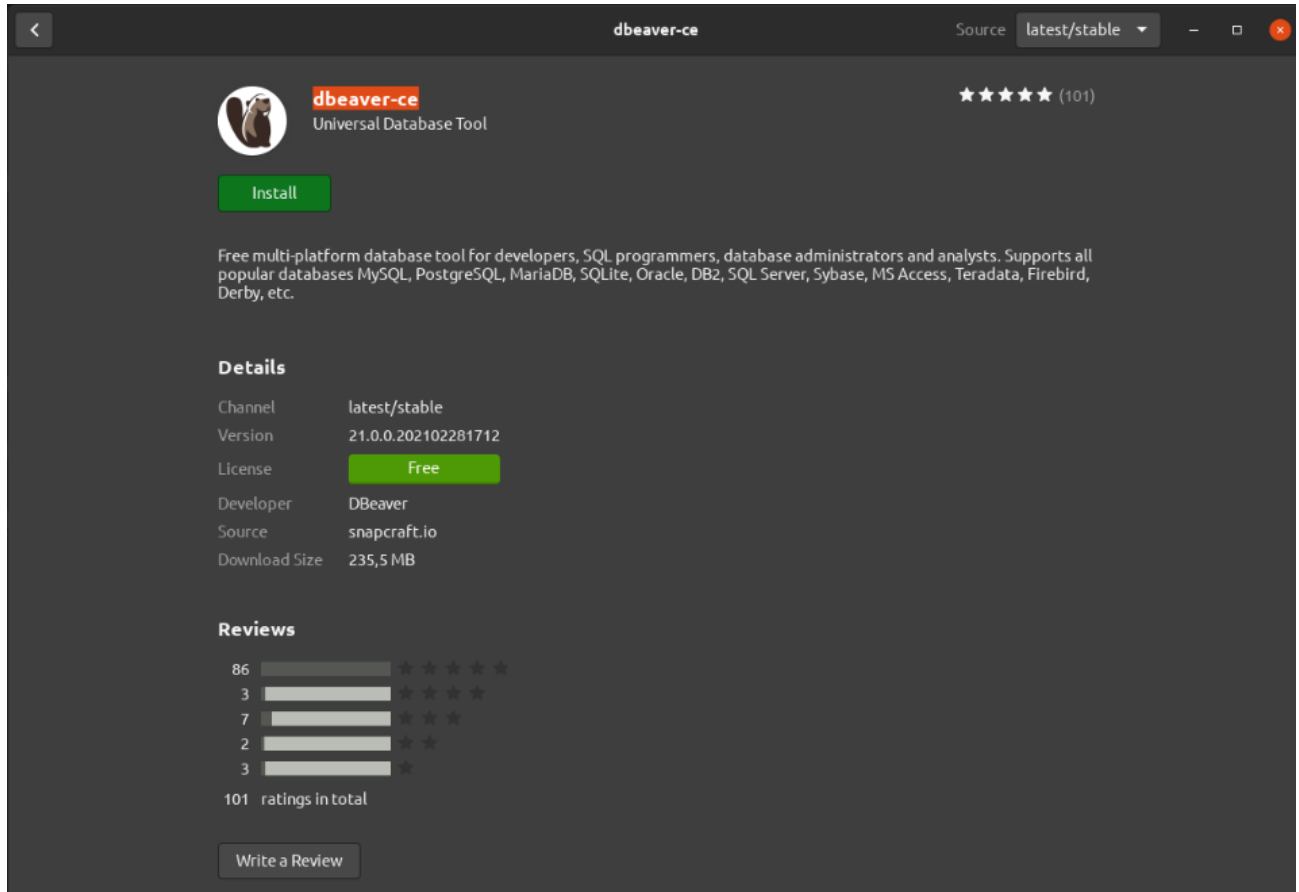 dbeaver-ce
Source latest/stable
dbeaver-ce
Universal Database Tool
(101)
Install
Free multi-platform database tool for developers, SQL programmers, database administrators and analysts. Supports all
popular databases MySQL, PostgreSQL, MariaDB, SQLite, Oracle, DB2, SQL Server, Sybase, MS Access, Teradata, Firebird,
Derby, etc.
Details
Channel latest/stable
Version 21.0.0.202102281712
License Free
Developer DBeaver
Source snapcraft.io
Download Size 235,5 MB
Reviews
86
3
7
2
3
101 ratings in total
Write a Review